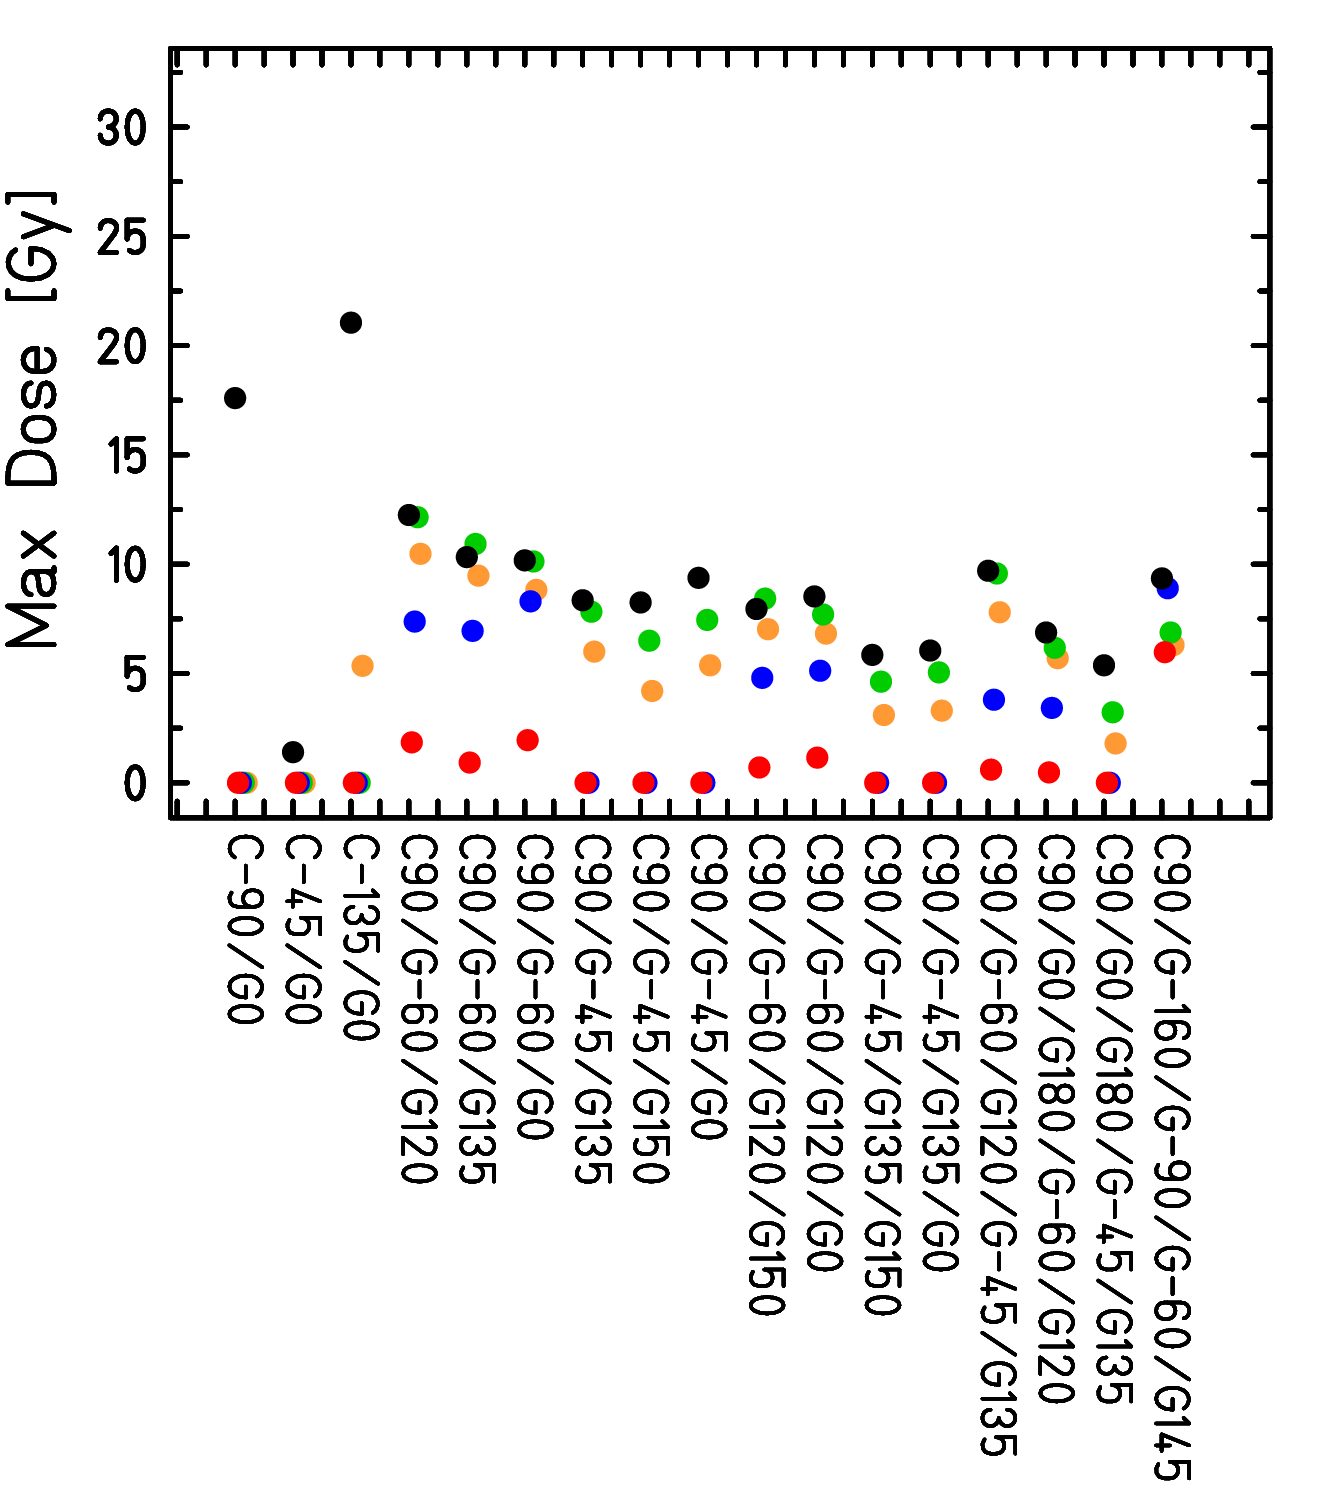 Max Dose [Gy]
30
25
20
15
10
5
0
C-90/G0
C-45/G0
C-135/G0
C90/G-60/G120
C90/G-60/G135
C90/G-60/G0
C90/G-45/G135
C90/G-45/G150
C90/G-45/G0
C90/G-60/G120/G150
C90/G-60/G120/G0
C90/G-45/G135/G150
C90/G-45/G135/G0
C90/G-60/G120/G-45/G135
C90/G0/G180/G-60/G120
C90/G0/G180/G-45/G135
C90/G-160/G-90/G-60/G145